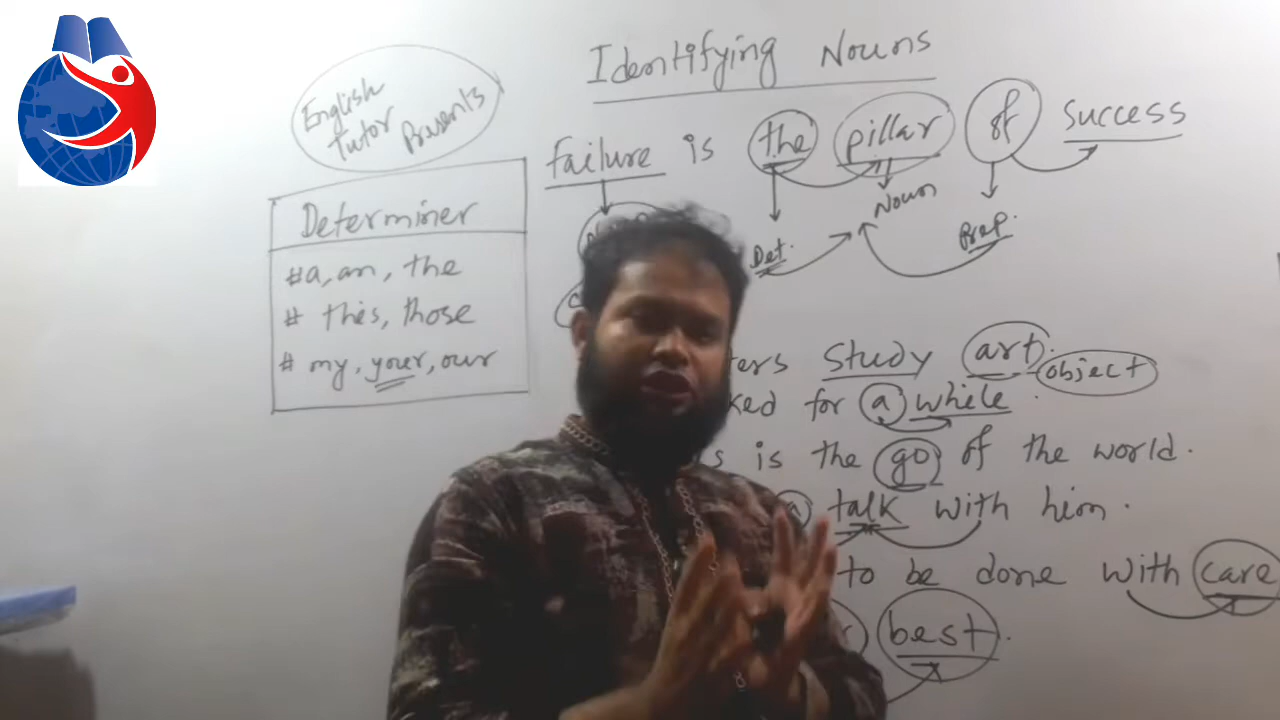 Identifying Nouns
English
Tutor Presents
Failure is the pillar of Success
Noun
Det.
Prep.
Determiner
#a, an, the
# this, those
# my, your, our
study art.
object
for a while.
is the go of the world.
a talk with him.
to be done with care
best.